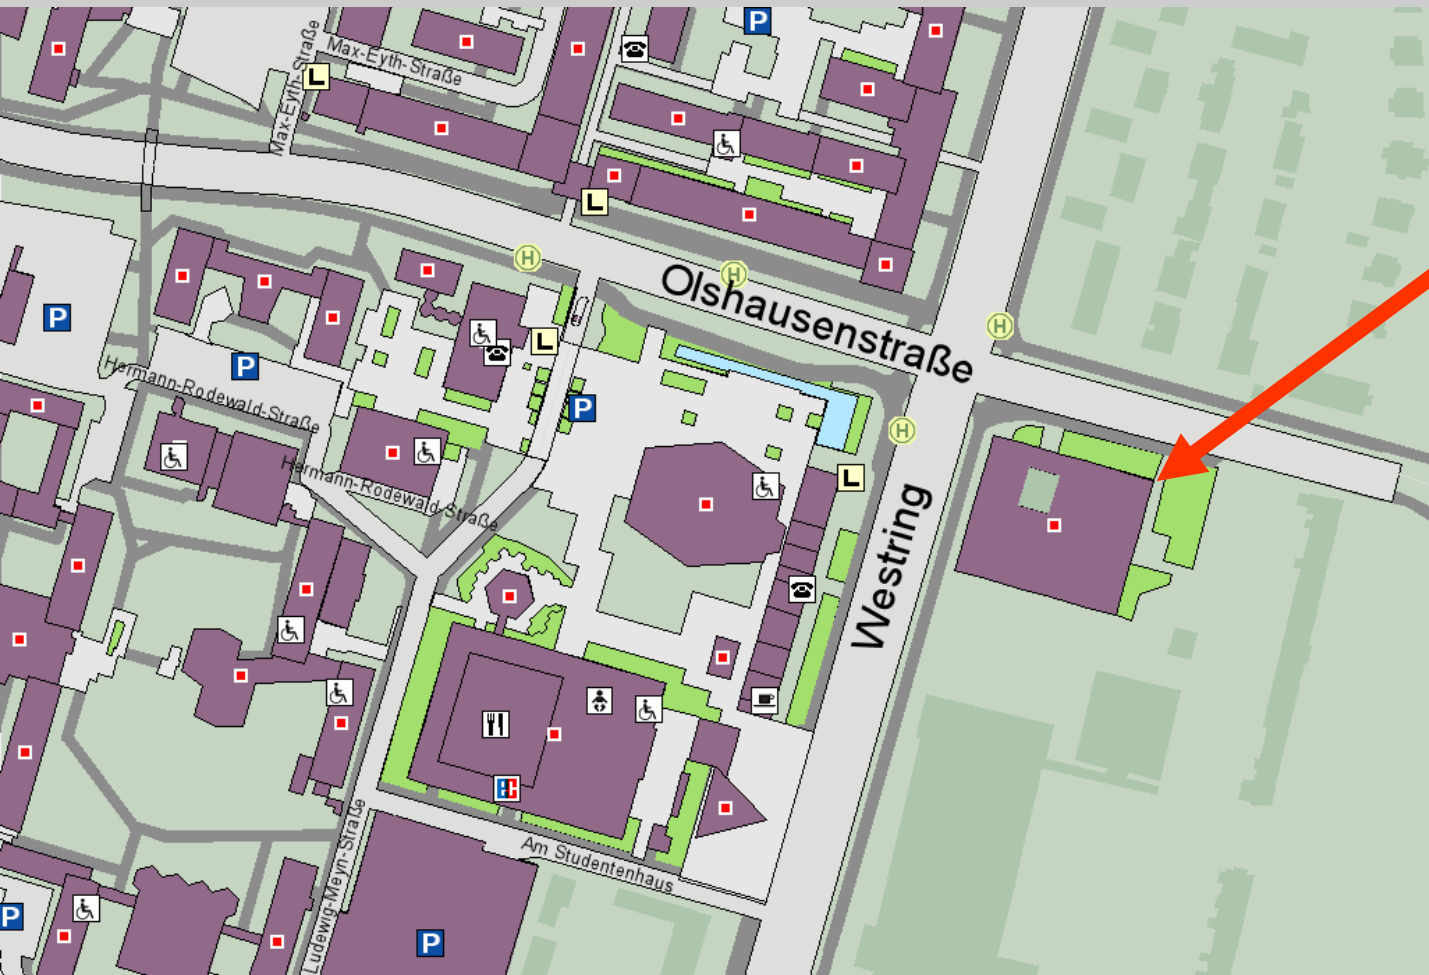 P
Max-Eyth-Straße
Max-Eyth-Straße
L
L
H
H
Olshausenstraße
H
P
L
P
Hermann-Rodewald-Straße
P
H
Hermann-Rodewald-Straße
L
Westring
Am Studentenhaus
Ludewig-Meyn-Straße
P
P